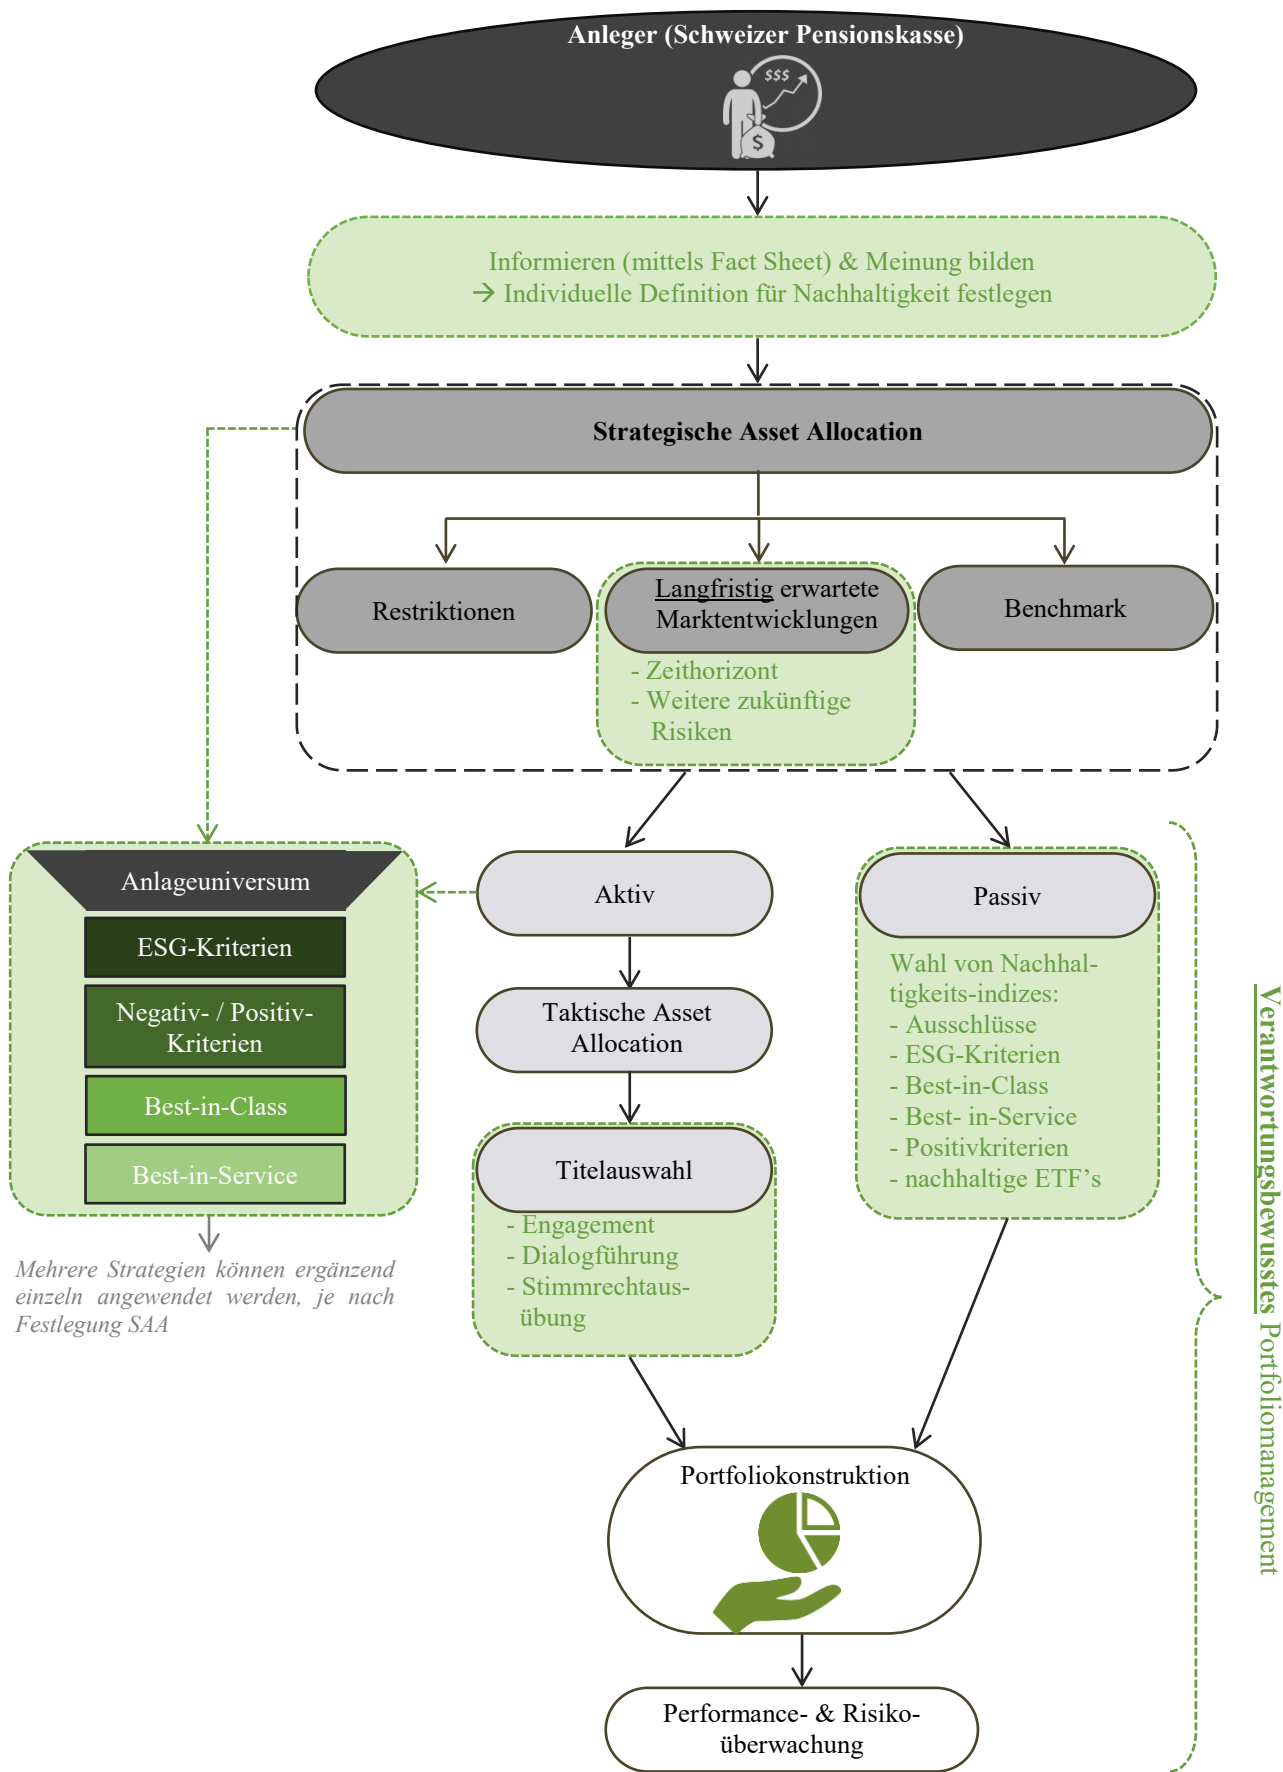 Anleger (Schweizer Pensionskasse)
$$$
$
Informieren (mittels Fact Sheet) & Meinung bilden
→ Individuelle Definition für Nachhaltigkeit festlegen
Strategische Asset Allocation
Restriktionen
Langfristig erwartete
Marktentwicklungen
- Zeithorizont
- Weitere zukünftige
Risiken
Benchmark
Anlageuniversum
ESG-Kriterien
Negativ- / Positiv-
Kriterien
Best-in-Class
Best-in-Service
Mehrere Strategien können ergänzend
einzeln angewendet werden, je nach
Festlegung SAA
Aktiv
Taktische Asset
Allocation
Titelauswahl
- Engagement
- Dialogführung
- Stimmrechtaus-
übung
Passiv
Wahl von Nachhal-
tigkeits-indizes:
- Ausschlüsse
- ESG-Kriterien
- Best-in-Class
- Best- in-Service
- Positivkriterien
- nachhaltige ETF’s
Verantwortungsbewusstes Portfoliomanagement
Portfoliokonstruktion
Performance- & Risiko-
überwachung